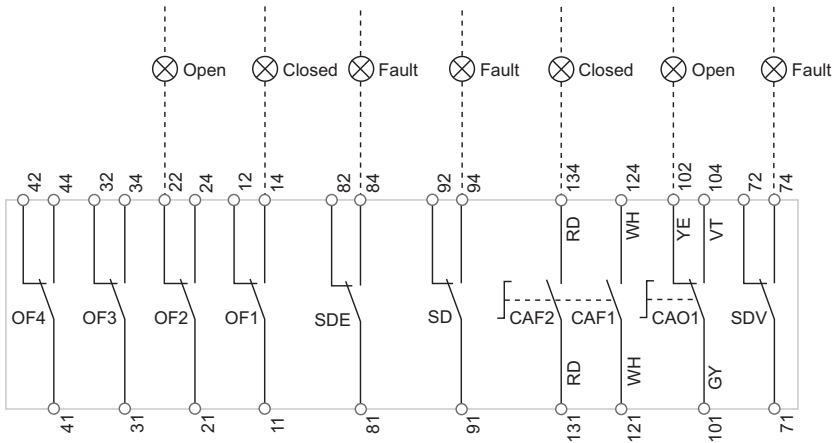 Open Closed Fault Fault Closed Open Fault
42 44 32 34 22 24 12 14 82 84 92 94 134 124 102 104 72 74
RD WH YE VT
OF4 OF3 OF2 OF1 SDE SD CAF2 CAF1 CAO1 SDV
RD WH GY
41 31 21 11 81 91 131 121 101 71